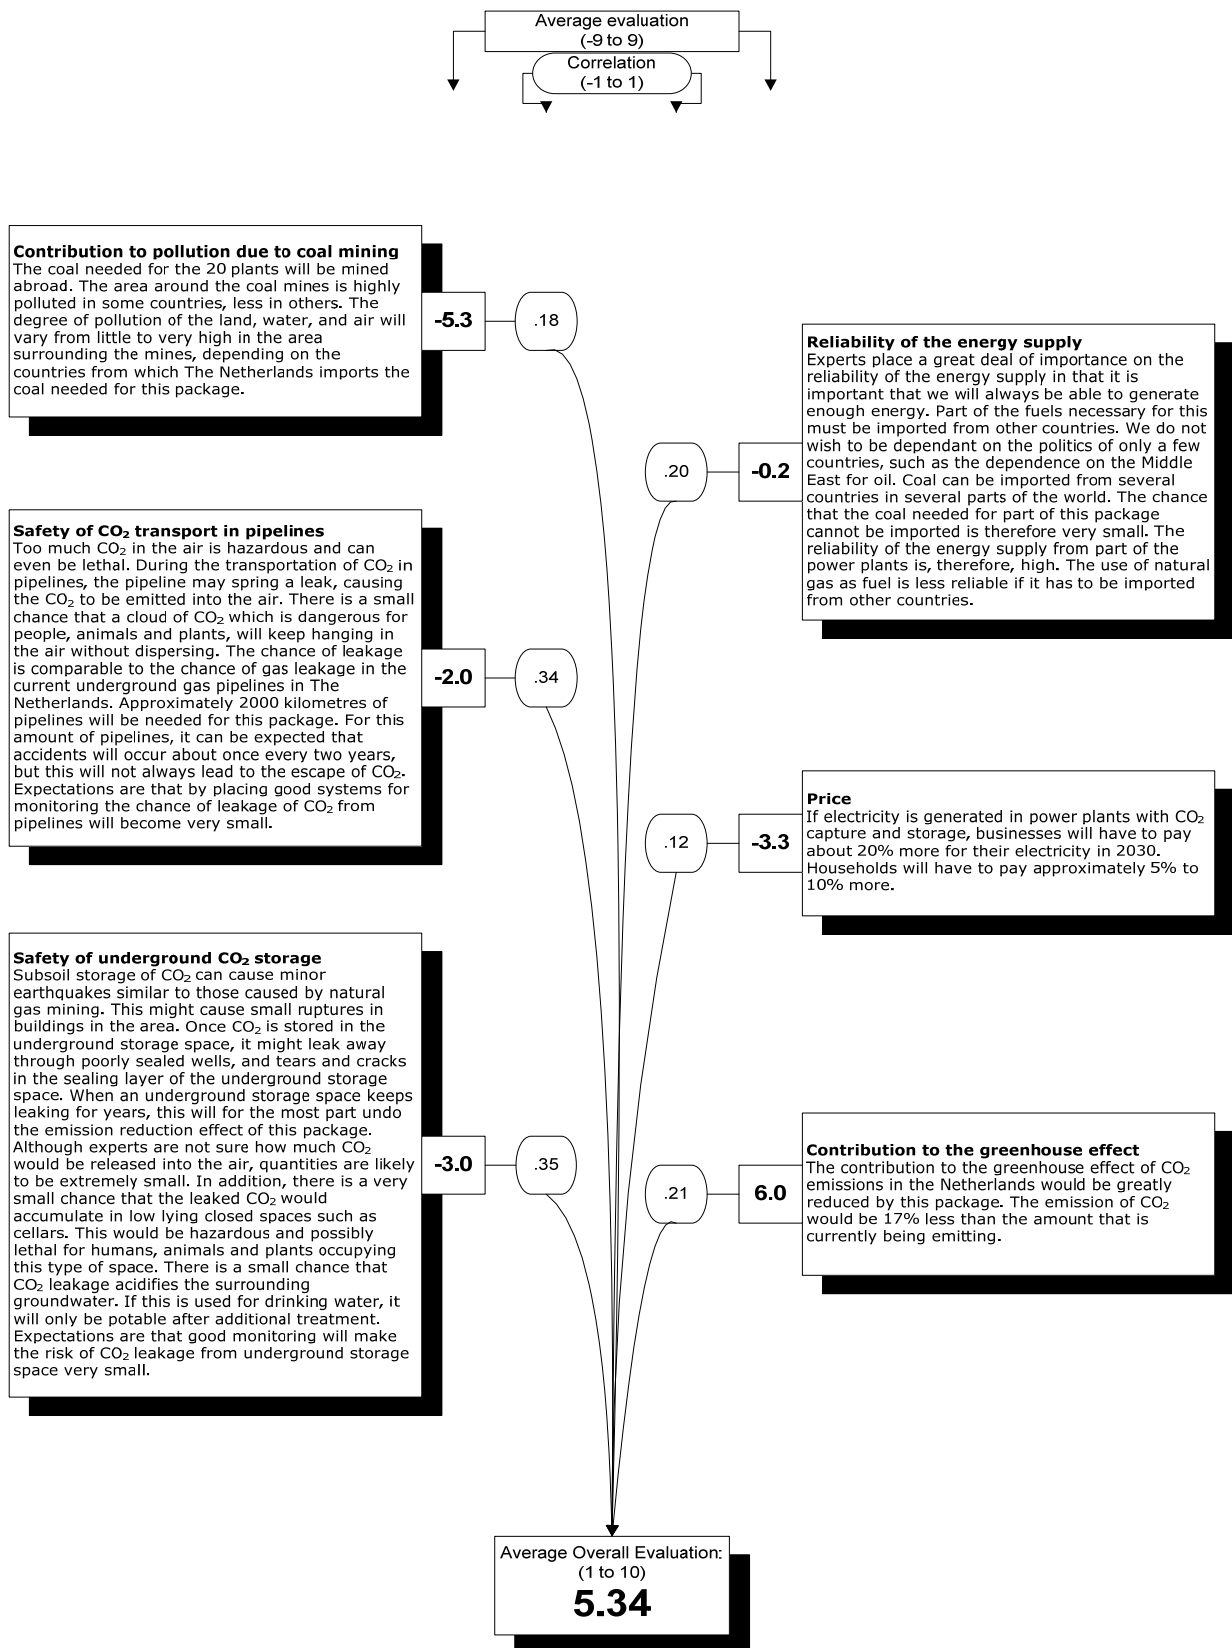 Average evaluation
(-9 to 9)
Correlation
(-1 to 1)
Contribution to pollution due to coal mining
The coal needed for the 20 plants will be mined
abroad. The area around the coal mines is highly
polluted in some countries, less in others. The
degree of pollution of the land, water, and air will
vary from little to very high in the area
surrounding the mines, depending on the
countries from which The Netherlands imports the
coal needed for this package.
-5.3
.18
Safety of CO₂ transport in pipelines
Too much CO₂ in the air is hazardous and can
even be lethal. During the transportation of CO₂ in
pipelines, the pipeline may spring a leak, causing
the CO₂ to be emitted into the air. There is a small
chance that a cloud of CO₂ which is dangerous for
people, animals and plants, will keep hanging in
the air without dispersing. The chance of leakage
is comparable to the chance of gas leakage in the
current underground gas pipelines in The
Netherlands. Approximately 2000 kilometres of
pipelines will be needed for this package. For this
amount of pipelines, it can be expected that
accidents will occur about once every two years,
but this will not always lead to the escape of CO₂.
Expectations are that by placing good systems for
monitoring the chance of leakage of CO₂ from
pipelines will become very small.
-2.0
.34
Safety of underground CO₂ storage
Subsoil storage of CO₂ can cause minor
earthquakes similar to those caused by natural
gas mining. This might cause small ruptures in
buildings in the area. Once CO₂ is stored in the
underground storage space, it might leak away
through poorly sealed wells, and tears and cracks
in the sealing layer of the underground storage
space. When an underground storage space keeps
leaking for years, this will for the most part undo
the emission reduction effect of this package.
Although experts are not sure how much CO₂
would be released into the air, quantities are likely
to be extremely small. In addition, there is a very
small chance that the leaked CO₂ would
accumulate in low lying closed spaces such as
cellars. This would be hazardous and possibly
lethal for humans, animals and plants occupying
this type of space. There is a small chance that
CO₂ leakage acidifies the surrounding
groundwater. If this is used for drinking water, it
will only be potable after additional treatment.
Expectations are that good monitoring will make
the risk of CO₂ leakage from underground storage
space very small.
-3.0
.35
Reliability of the energy supply
Experts place a great deal of importance on the
reliability of the energy supply in that it is
important that we will always be able to generate
enough energy. Part of the fuels necessary for this
must be imported from other countries. We do not
wish to be dependant on the politics of only a few
countries, such as the dependence on the Middle
East for oil. Coal can be imported from several
countries in several parts of the world. The chance
that the coal needed for part of this package
cannot be imported is therefore very small. The
reliability of the energy supply from part of the
power plants is, therefore, high. The use of natural
gas as fuel is less reliable if it has to be imported
from other countries.
.20
-0.2
Price
If electricity is generated in power plants with CO₂
capture and storage, businesses will have to pay
about 20% more for their electricity in 2030.
Households will have to pay approximately 5% to
10% more.
.12
-3.3
Contribution to the greenhouse effect
The contribution to the greenhouse effect of CO₂
emissions in the Netherlands would be greatly
reduced by this package. The emission of CO₂
would be 17% less than the amount that is
currently being emitting.
.21
6.0
Average Overall Evaluation:
(1 to 10)
5.34